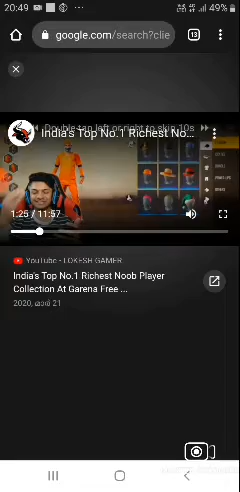 20:49
49%
google.com/search?clie
13
Double-tap left or right to skip 10s
India's Top No.1 Richest No...
1:25 / 11:57
YouTube - LOKESH GAMER
India's Top No.1 Richest Noob Player
Collection At Garena Free ...